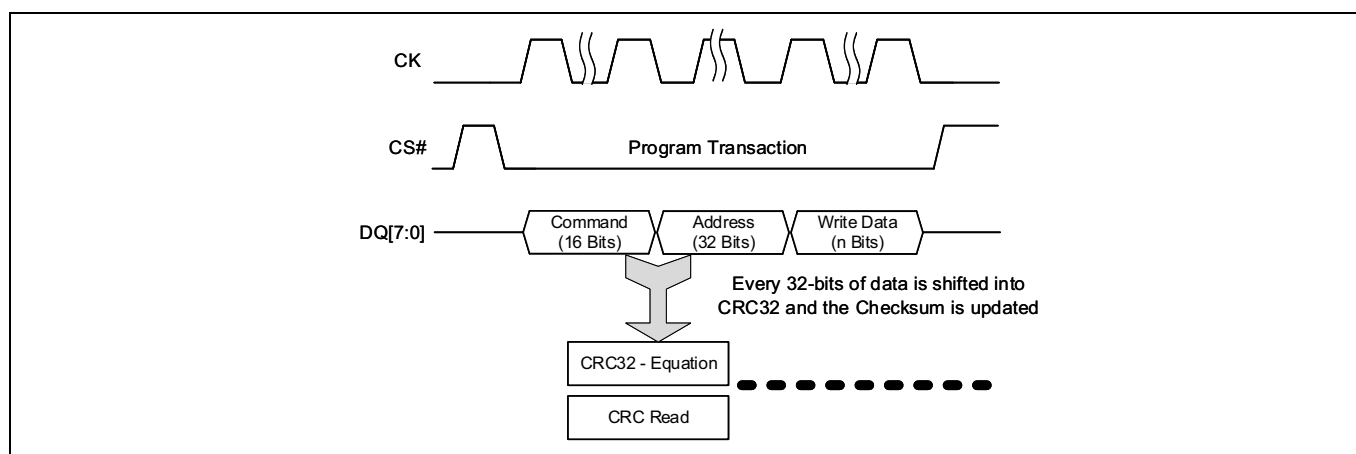 CK
CS#
Program Transaction
DQ[7:0]
Command
(16 Bits)
Address
(32 Bits)
Write Data
(n Bits)
Every 32-bits of data is shifted into
CRC32 and the Checksum is updated
CRC32 - Equation
CRC Read